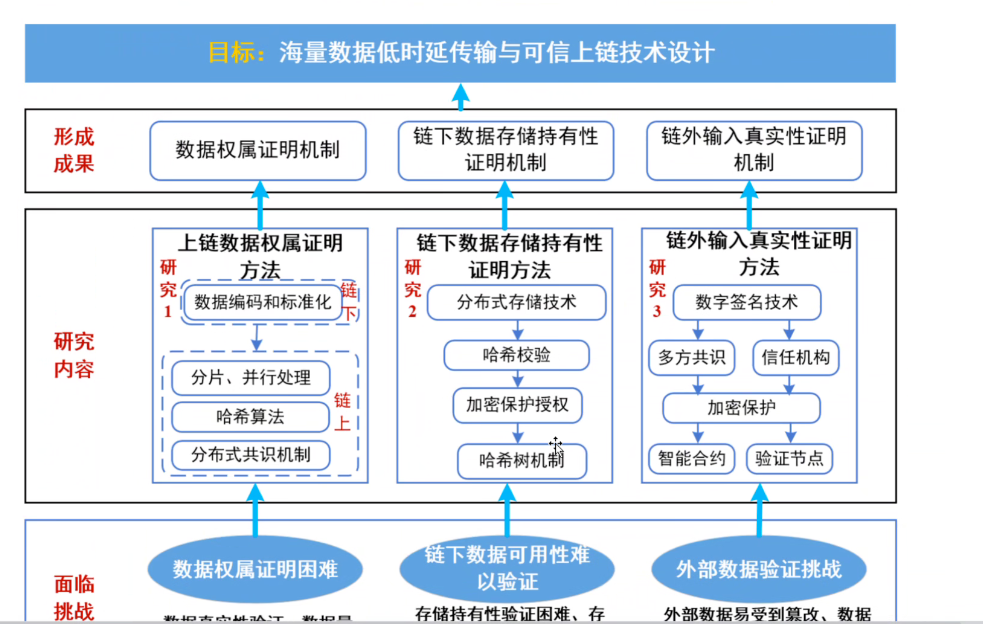 目标：海量数据低时延传输与可信上链技术设计
形成
成果
数据权属证明机制
链下数据存储持有性
证明机制
链外输入真实性证明
机制
研究
内容
上链数据权属证明
方法
研
究
1
数据编码和标准化
链
下
分片、并行处理
哈希算法
分布式共识机制
链
上
链下数据存储持有性
证明方法
研
究
2
分布式存储技术
哈希校验
加密保护授权
哈希树机制
链外输入真实性证明
方法
研
究
3
数字签名技术
多方共识
信任机构
加密保护
智能合约
验证节点
面临
挑战
数据权属证明困难
链下数据可用性难
以验证
外部数据验证挑战
数据真实性验证、数据量
存储持有性验证困难、存
外部数据易受到篡改、数据